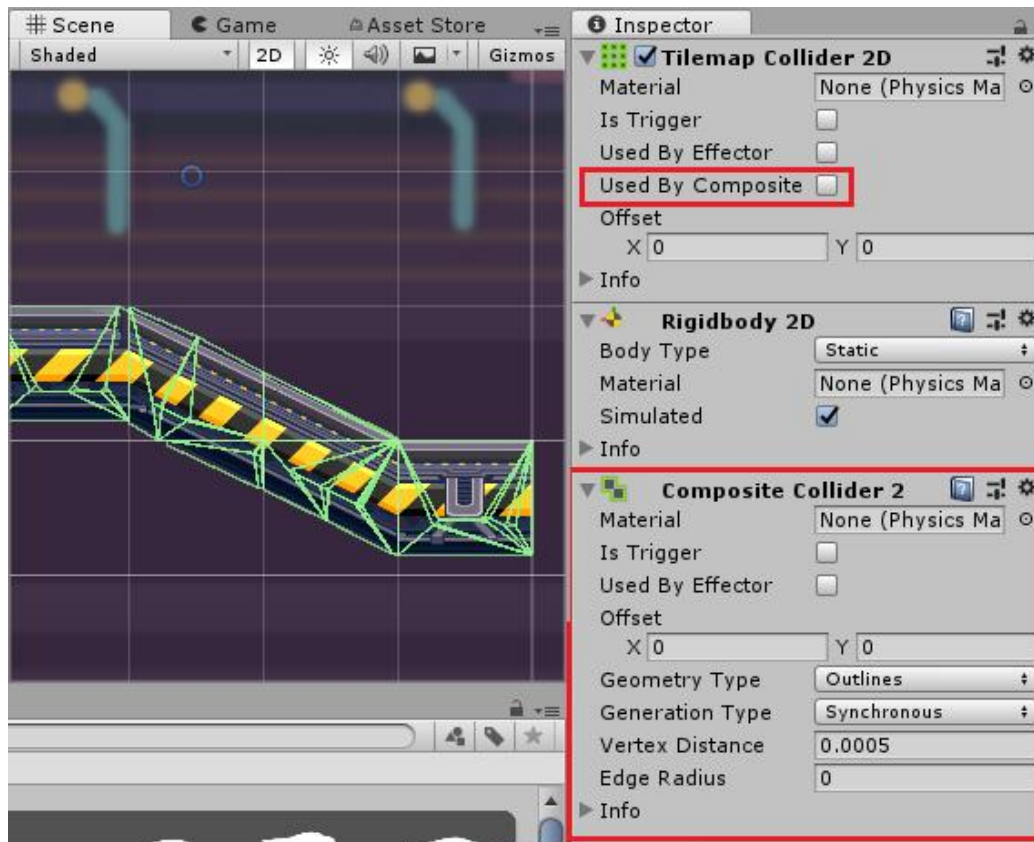 Scene Game Asset Store
Shaded 2D Gizmos
Inspector
Tilemap Collider 2D
Material None (Physics Ma
Is Trigger
Used By Effector
Used By Composite
Offset
X 0 Y 0
Info
Rigidbody 2D
Body Type Static
Material None (Physics Ma
Simulated
Info
Composite Collider 2
Material None (Physics Ma
Is Trigger
Used By Effector
Offset
X 0 Y 0
Geometry Type Outlines
Generation Type Synchronous
Vertex Distance 0.0005
Edge Radius 0
Info